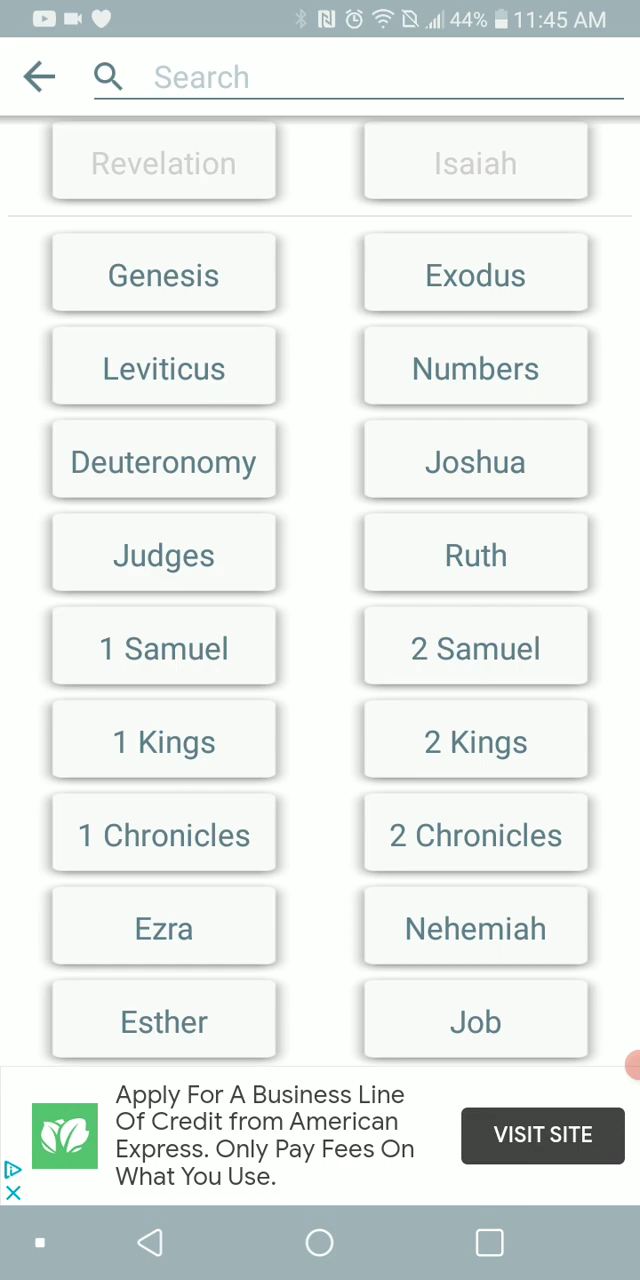 44% 11:45 AM
Search
Revelation Isaiah
Genesis Exodus
Leviticus Numbers
Deuteronomy Joshua
Judges Ruth
1 Samuel 2 Samuel
1 Kings 2 Kings
1 Chronicles 2 Chronicles
Ezra Nehemiah
Esther Job
Apply For A Business Line
Of Credit from American
Express. Only Pay Fees On
What You Use.
VISIT SITE